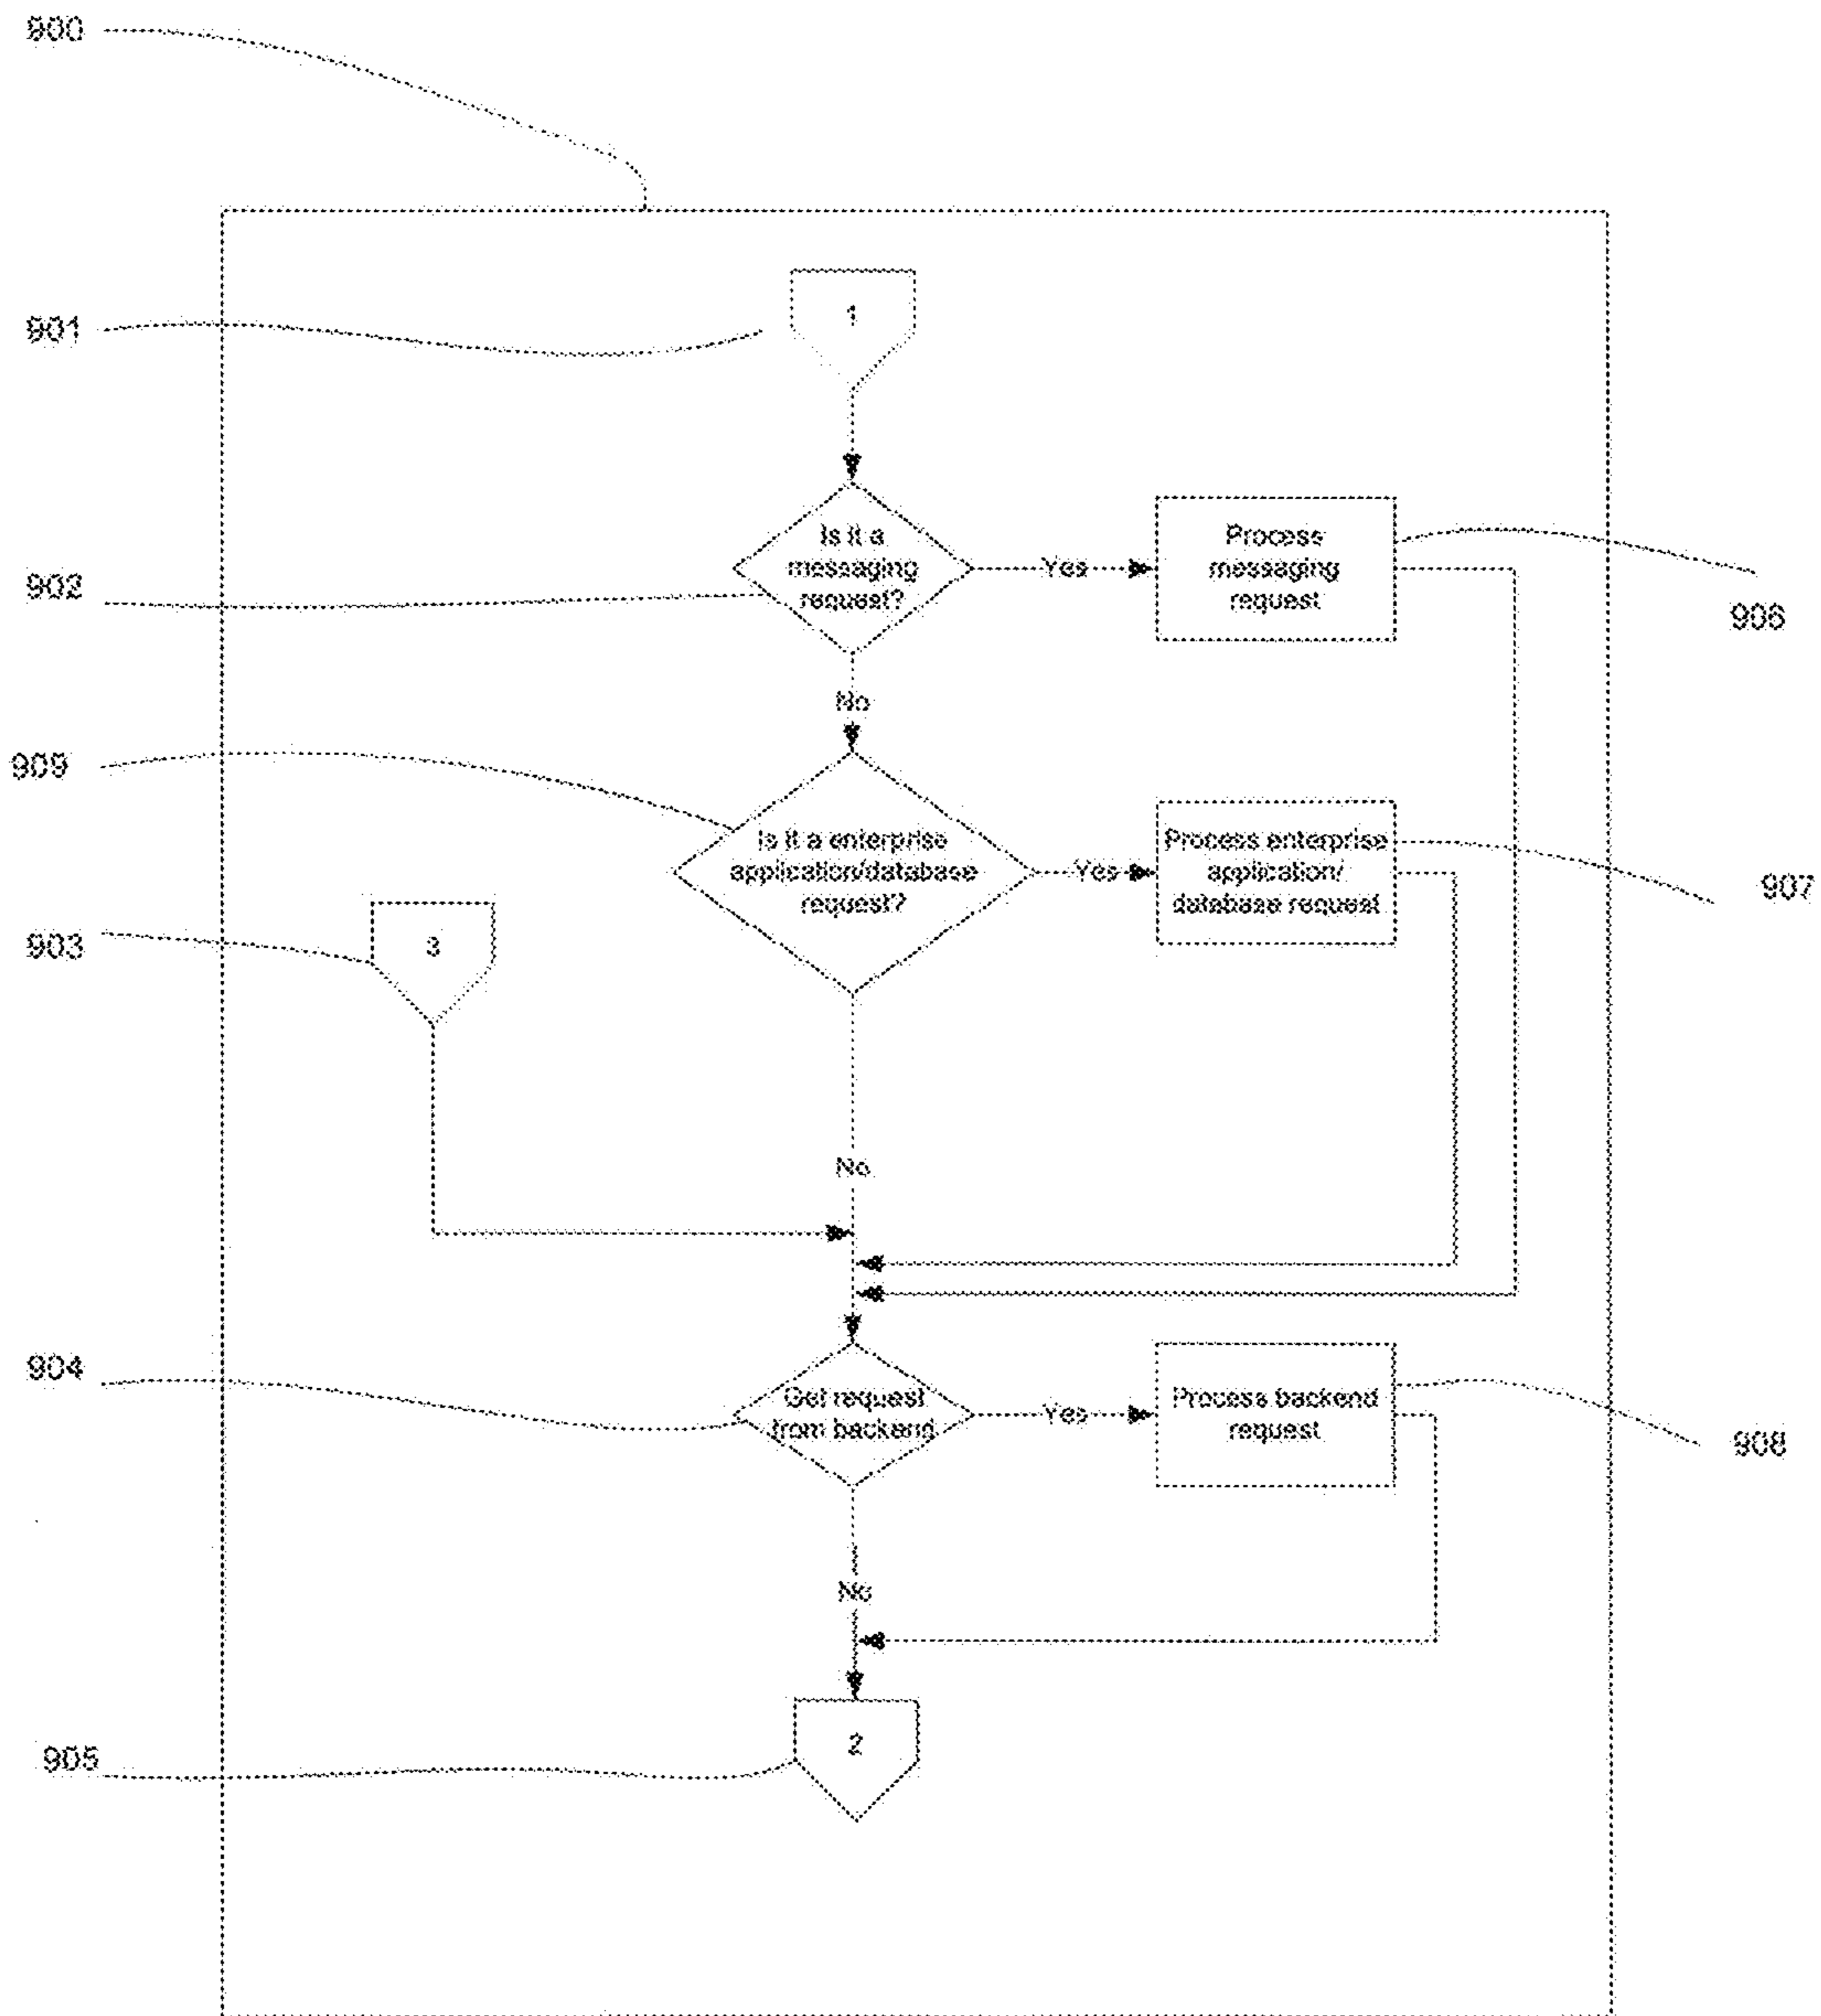 900
901
1
902
Is it a
messaging
request?
Yes
Process
messaging
request
906
No
909
Is it a enterprise
application/database
request?
Yes
Process enterprise
application/
database request
907
903
3
No
904
Get request
from backend
Yes
Process backend
request
908
No
905
2